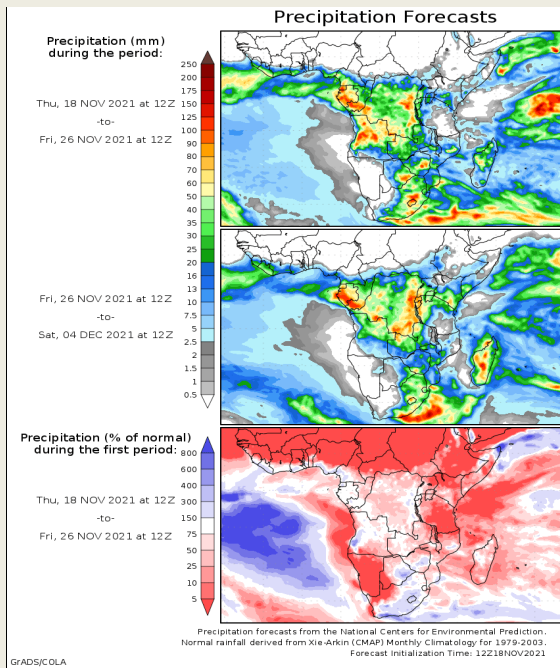 Precipitation Forecasts
Precipitation (mm)
during the period:
Thu, 18 NOV 2021 at 12Z
-to-
Fri, 26 NOV 2021 at 12Z
250
200
175
150
125
100
90
80
70
60
50
40
35
30
25
20
16
13
10
7.5
5
2.5
2
1.5
1
0.5
Fri, 26 NOV 2021 at 12Z
-to-
Sat, 04 DEC 2021 at 12Z
Precipitation (% of normal)
during the first period:
Thu, 18 NOV 2021 at 12Z
-to-
Fri, 26 NOV 2021 at 12Z
800
600
400
300
150
75
50
25
10
5
Precipitation forecasts from the National Centers for Environmental Prediction.
Normal rainfall derived from Xie-Arkin (CMAP) Monthly Climatology for 1979-2003.
Forecast Initialization Time: 12Z18NOV2021
GrADS/COLA